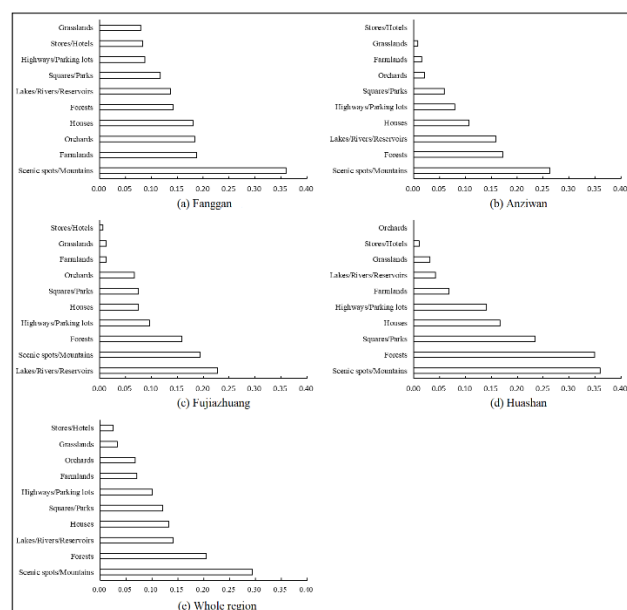 Grasslands
Stores/Hotels
Highways/Parking lots
Squares/Parks
Lakes/Rivers/Reservoirs
Forests
Houses
Orchards
Farmlands
Scenic spots/Mountains
0.00 0.05 0.10 0.15 0.20 0.25 0.30 0.35 0.40
(a) Fanggan
Stores/Hotels
Grasslands
Farmlands
Orchards
Squares/Parks
Highways/Parking lots
Houses
Lakes/Rivers/Reservoirs
Forests
Scenic spots/Mountains
0.00 0.05 0.10 0.15 0.20 0.25 0.30 0.35 0.40
(b) Anziwan
Stores/Hotels
Grasslands
Farmlands
Orchards
Squares/Parks
Houses
Highways/Parking lots
Forests
Scenic spots/Mountains
Lakes/Rivers/Reservoirs
0.00 0.05 0.10 0.15 0.20 0.25 0.30 0.35 0.40
(c) Fujiazhuang
Orchards
Stores/Hotels
Grasslands
Lakes/Rivers/Reservoirs
Farmlands
Highways/Parking lots
Houses
Squares/Parks
Forests
Scenic spots/Mountains
0.00 0.05 0.10 0.15 0.20 0.25 0.30 0.35 0.40
(d) Huashan
Stores/Hotels
Grasslands
Orchards
Farmlands
Highways/Parking lots
Squares/Parks
Houses
Lakes/Rivers/Reservoirs
Forests
Scenic spots/Mountains
0.00 0.05 0.10 0.15 0.20 0.25 0.30 0.35 0.40
(e) Whole region